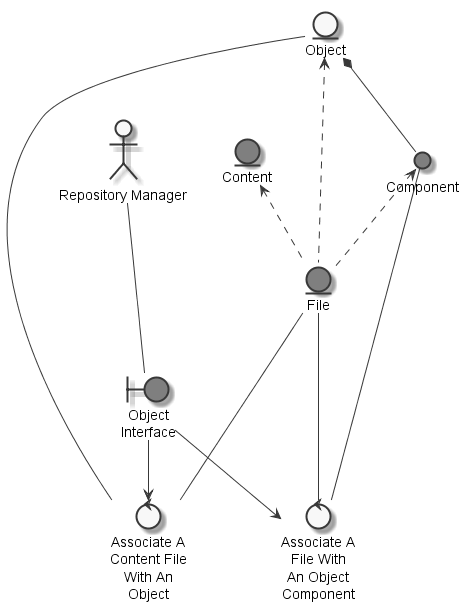 Object
Content
Component
Repository Manager
File
Object
Interface
Associate A
Content File
With An
Object
Associate A
File With
An Object
Component